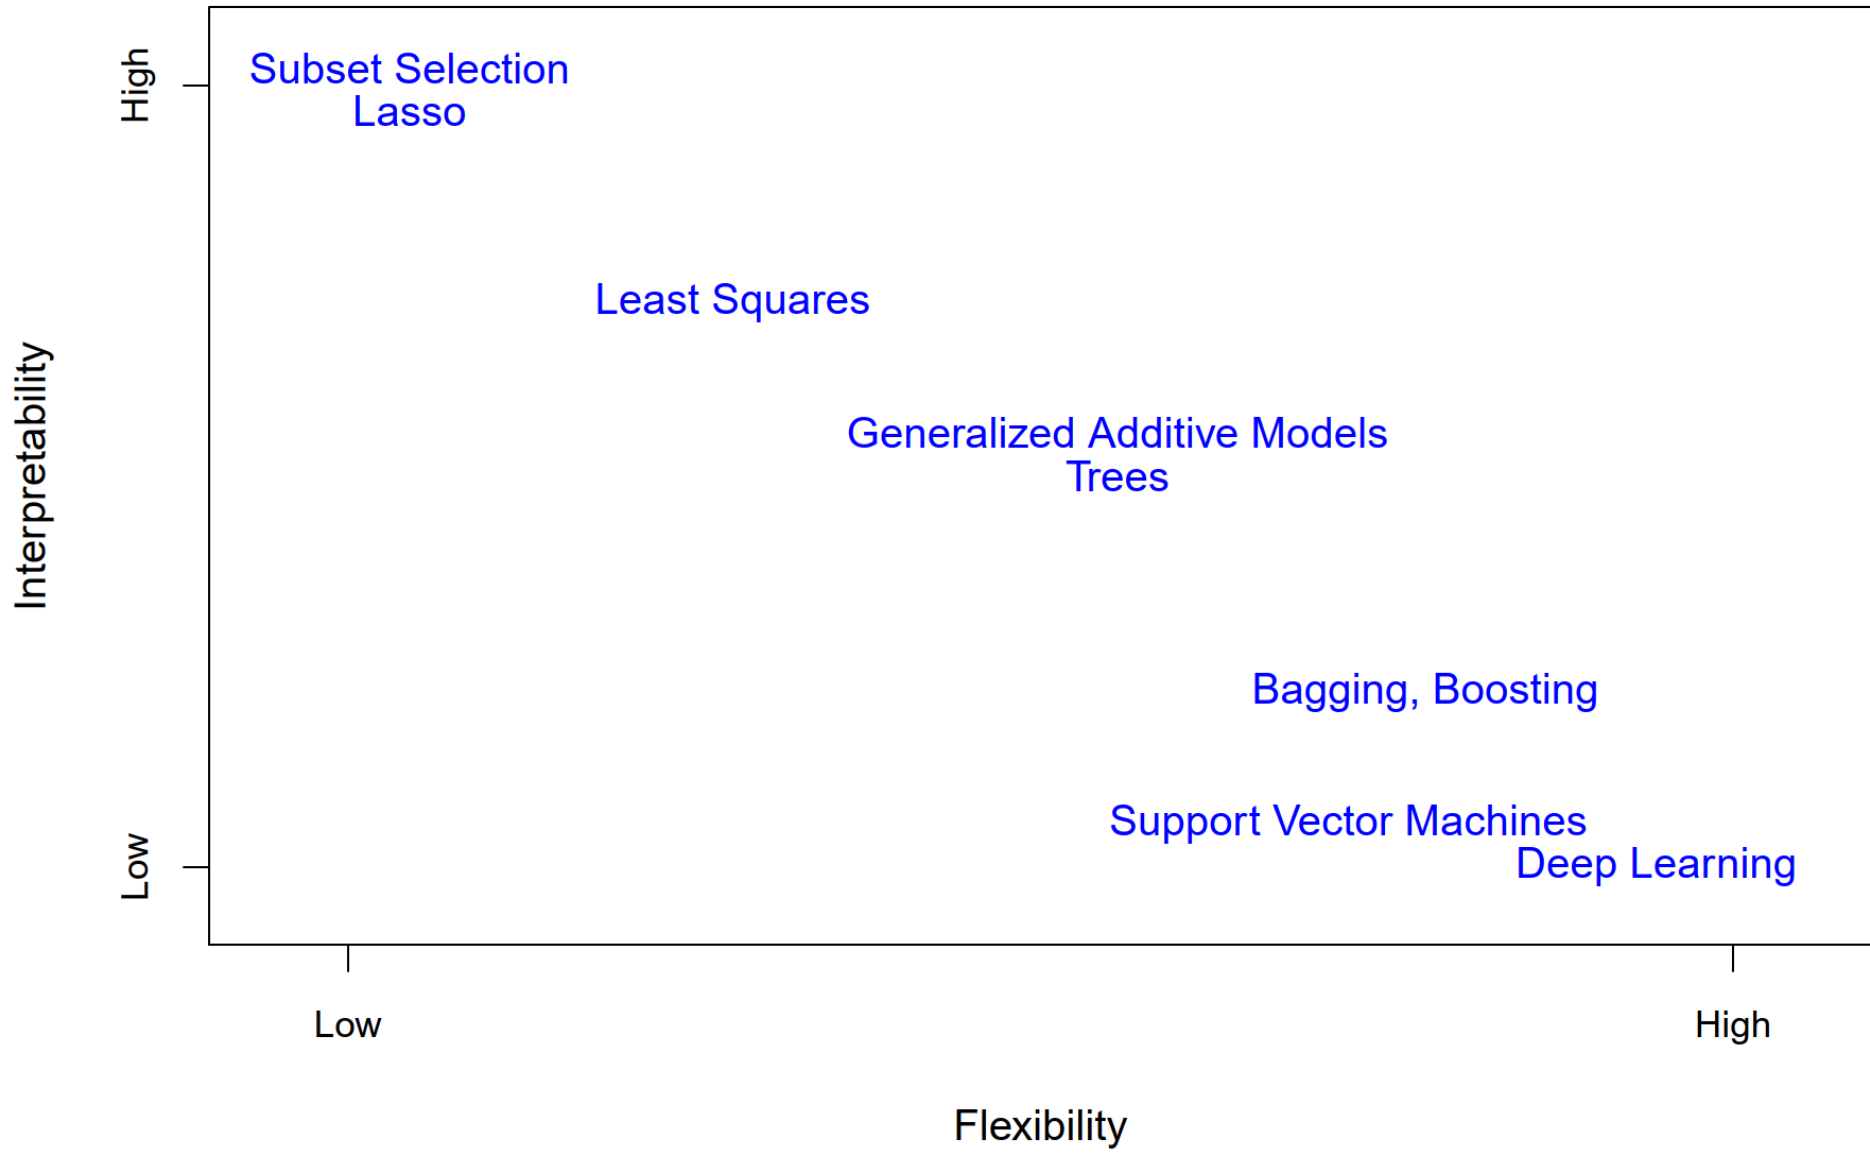 High
Subset Selection
Lasso
Least Squares
Interpretability
Generalized Additive Models
Trees
Bagging, Boosting
Support Vector Machines
Low
Deep Learning
Low
High
Flexibility